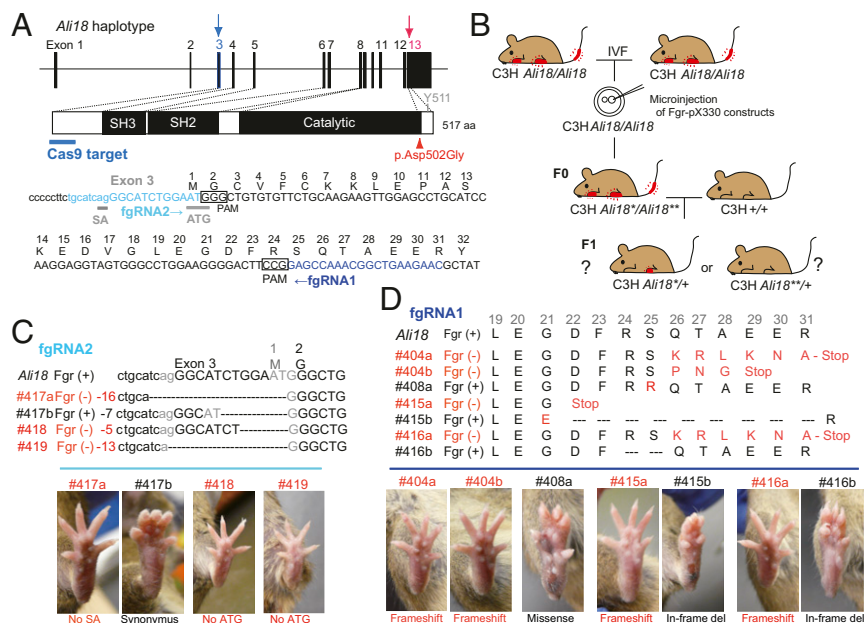 A
Ali18 haplotype
Exon 1 2 3 4 5 6 7 8 11 12 13
Y511
SH3 SH2 Catalytic 517 aa
Cas9 target
p.Asp502Gly
Exon 3
1 2 3 4 5 6 7 8 9 10 11 12 13
M G C V F C K K L E P A S
cccccttctgcatcagGGCATCTGGAATGGGCTGTGTGTTCTGCAAGAAGTTGGAGCCTGCATCC
SA fgRNA2→ ATG PAM
14 15 16 17 18 19 20 21 22 23 24 25 26 27 28 29 30 31 32
K E D V G L E G D F R S Q T A E E R Y
AAGGAGGTAGTGGGCCTGGAAGGGGACTTCCGGAGCCAAACGGCTGAAGAACGCTAT
PAM ←fgRNA1
B
IVF
C3H Ali18/Ali18 C3H Ali18/Ali18
Microinjection
of Fgr-pX330 constructs
C3H Ali18/Ali18
F0
C3H Ali18*/Ali18** C3H +/+
F1
? ?
C3H Ali18*/+ or C3H Ali18**/+
C
fgRNA2
1 2
Exon 3 M G
Ali18 Fgr (+) ctgcatcagGGCATCTGGAATGGGCTG
#417a Fgr (-) -16 ctgca----------------GGGCTG
#417b Fgr (+) -7 ctgcatcagGGCAT-------GGGCTG
#418 Fgr (-) -5 ctgcatcagGGCATCT-----GGGCTG
#419 Fgr (-) -13 ctgcatca-------------GGGCTG
#417a #417b #418 #419
No SA Synonymus No ATG No ATG
D
fgRNA1
19 20 21 22 23 24 25 26 27 28 29 30 31
Ali18 Fgr (+) L E G D F R S Q T A E E R
#404a Fgr (-) L E G D F R S K R L K N A - Stop
#404b Fgr (-) L E G D F R S P N G Stop
#408a Fgr (+) L E G D F R R Q T A E E R
#415a Fgr (-) L E G Stop
#415b Fgr (+) L E E --- --- --- --- --- --- --- --- --- R
#416a Fgr (-) L E G D F R S K R L K N A - Stop
#416b Fgr (+) L E G D F --- --- Q T A E E R
#404a #404b #408a #415a #415b #416a #416b
Frameshift Frameshift Missense Frameshift In-frame del Frameshift In-frame del